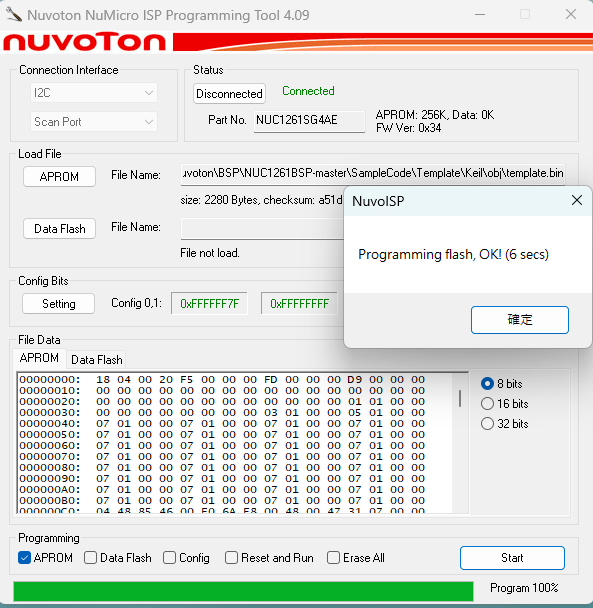 Nuvoton NuMicro ISP Programming Tool 4.09
nuvoTon
Connection Interface
I2C
Scan Port
Status
Disconnected
Connected
Part No.
NUC1261SG4AE
APROM: 256K, Data: 0K
FW Ver: 0x34
Load File
APROM
File Name:
uvoton\BSP\NUC1261BSP-master\SampleCode\Template\Keil\obj\template.bin
size: 2280 Bytes, checksum: a51d
Data Flash
File Name:
File not load.
NuvoISP
Programming flash, OK! (6 secs)
確定
Config Bits
Setting
Config 0,1:
0xFFFFFF7F
0xFFFFFFFF
File Data
APROM
Data Flash
00000000: 18 04 00 20 F5 00 00 00 FD 00 00 00 D9 00 00 00
00000010: 00 00 00 00 00 00 00 00 00 00 00 00 00 00 00 00
00000020: 00 00 00 00 00 00 00 00 00 00 00 00 01 01 00 00
00000030: 00 00 00 00 00 00 00 00 03 01 00 00 05 01 00 00
00000040: 07 01 00 00 07 01 00 00 07 01 00 00 07 01 00 00
00000050: 07 01 00 00 07 01 00 00 07 01 00 00 07 01 00 00
00000060: 07 01 00 00 07 01 00 00 07 01 00 00 07 01 00 00
00000070: 07 01 00 00 07 01 00 00 07 01 00 00 07 01 00 00
00000080: 07 01 00 00 07 01 00 00 07 01 00 00 07 01 00 00
00000090: 07 01 00 00 07 01 00 00 07 01 00 00 07 01 00 00
000000A0: 07 01 00 00 07 01 00 00 07 01 00 00 07 01 00 00
000000B0: 07 01 00 00 07 01 00 00 07 01 00 00 07 01 00 00
000000C0: 04 48 85 46 00 F0 6A F8 00 48 00 47 31 07 00 00
8 bits
16 bits
32 bits
Programming
APROM
Data Flash
Config
Reset and Run
Erase All
Start
Program 100%